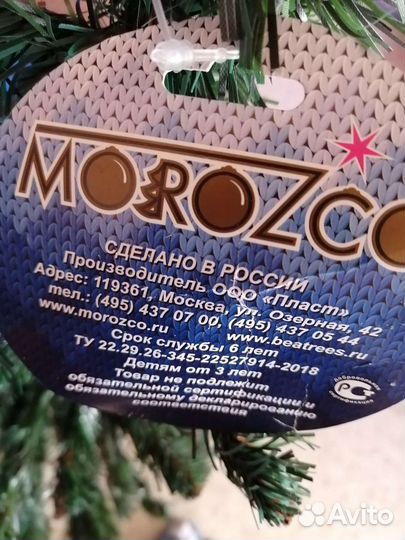 MOROZCO
СДЕЛАНО В РОССИИ
Производитель ООО «Пласт»
Адрес: 119361, Москва, ул. Озерная, 42
тел.: (495) 437 07 00, (495) 437 05 44
www.morozco.ru www.beatrees.ru
Срок службы 6 лет
ТУ 22.29.26-345-22527914-2018
Детям от 3 лет
Товар не подлежит
обязательной сертификации и
обязательному декларированию
соответствия
Добровольная
сертификация
Avito